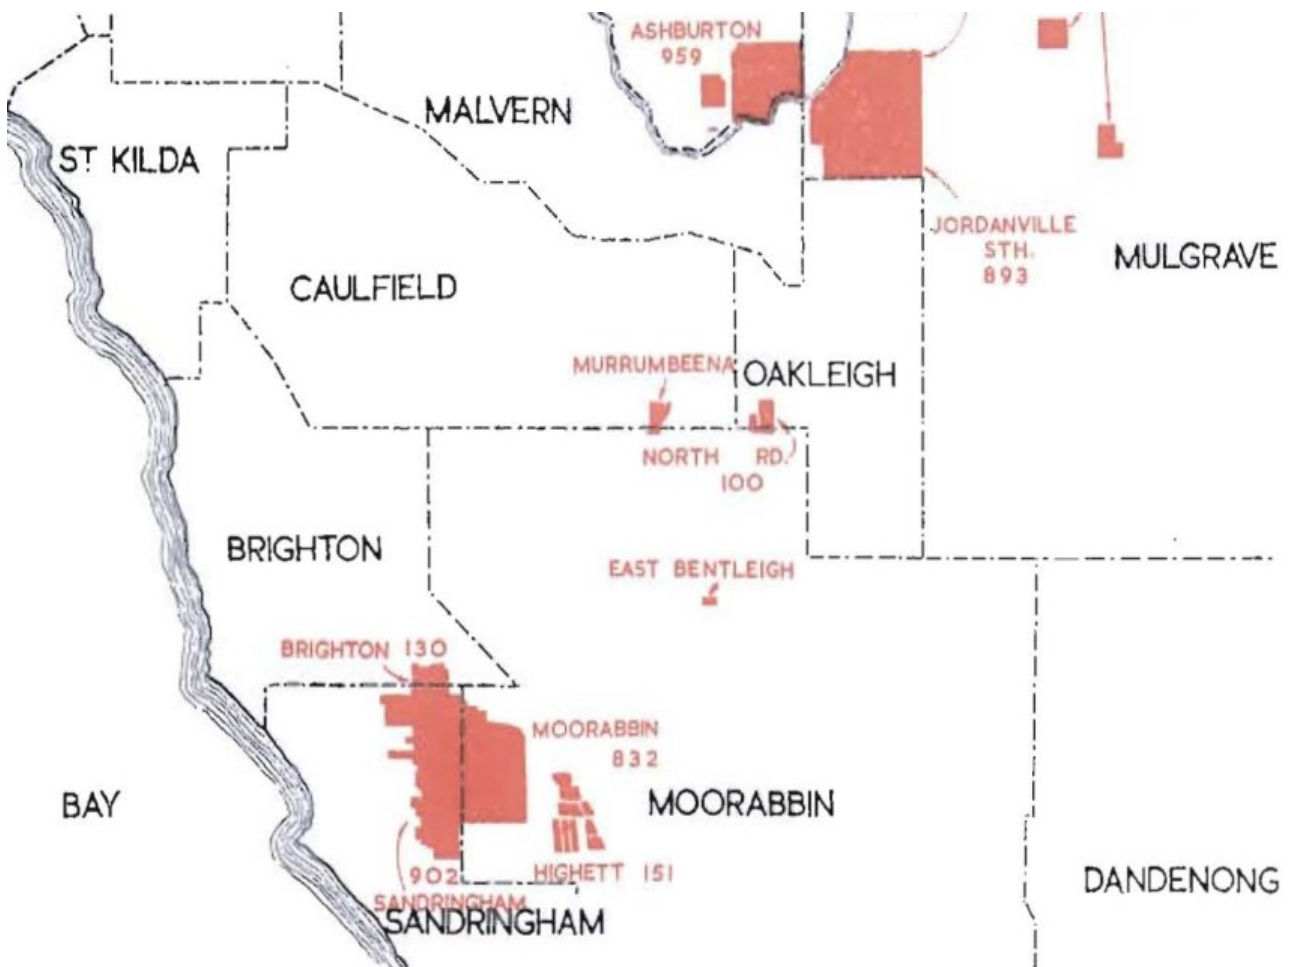 ASHBURTON
959
MALVERN
ST KILDA
JORDANVILLE
STH.
893
MULGRAVE
CAULFIELD
MURRUMBEENA
OAKLEIGH
NORTH RD.
100
BRIGHTON
EAST BENTLEIGH
BRIGHTON 130
MOORABBIN
832
BAY
MOORABBIN
902
SANDRINGHAM
HIGHETT 151
DANDENONG
SANDRINGHAM